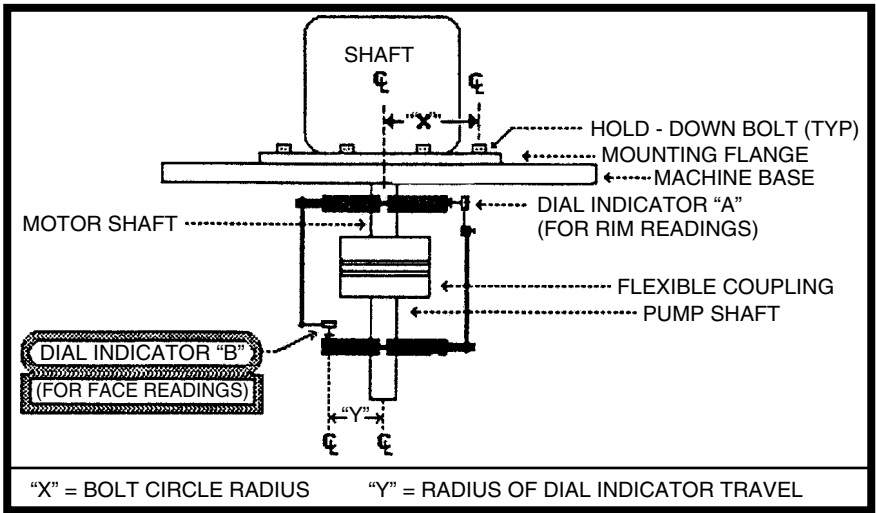 SHAFT
℄ ℄
"X"
HOLD - DOWN BOLT (TYP)
MOUNTING FLANGE
MACHINE BASE
MOTOR SHAFT
DIAL INDICATOR "A"
(FOR RIM READINGS)
FLEXIBLE COUPLING
PUMP SHAFT
DIAL INDICATOR "B"
(FOR FACE READINGS)
"Y"
℄ ℄
"X" = BOLT CIRCLE RADIUS "Y" = RADIUS OF DIAL INDICATOR TRAVEL